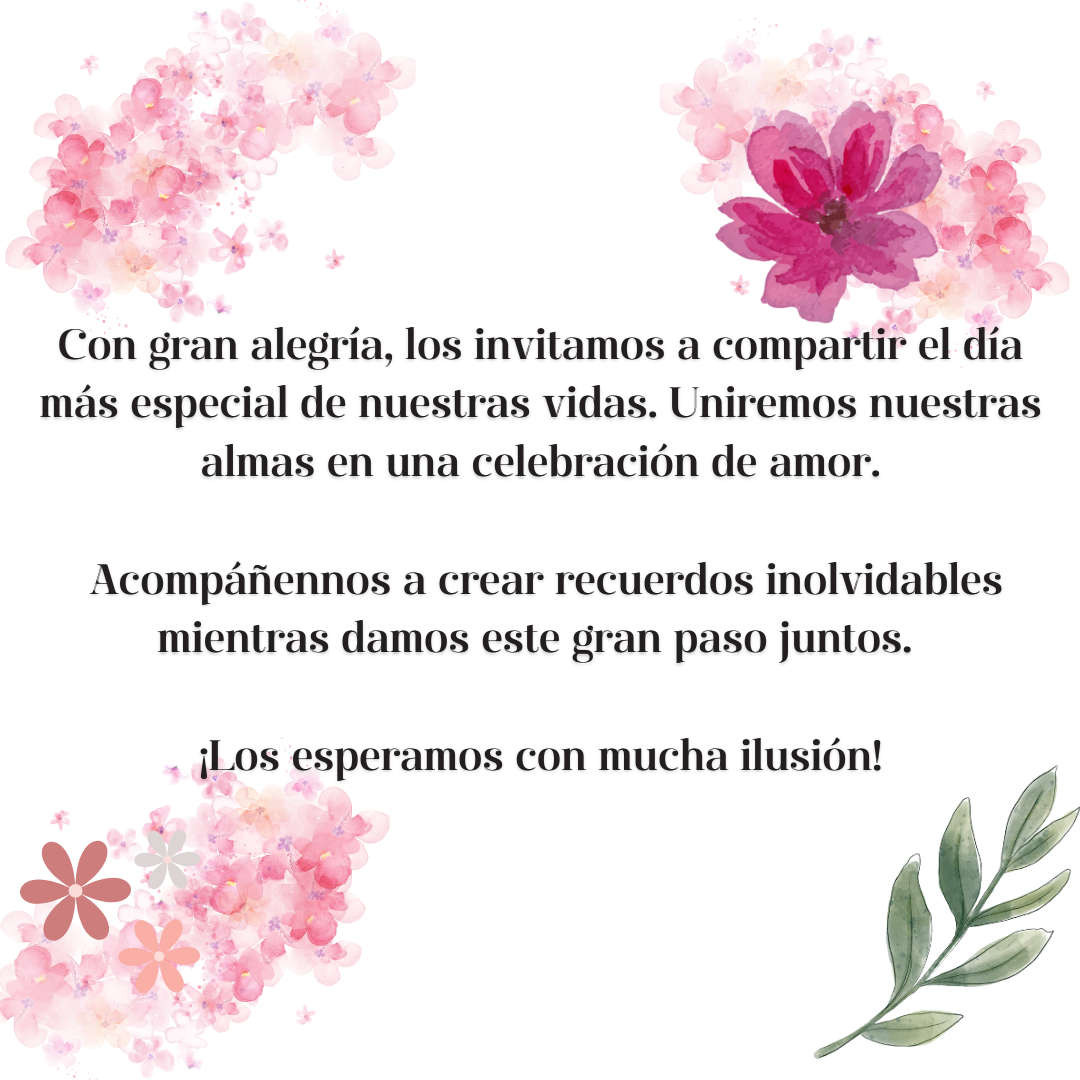 Con gran alegría, los invitamos a compartir el día
más especial de nuestras vidas. Uniremos nuestras
almas en una celebración de amor.
Acompáñennos a crear recuerdos inolvidables
mientras damos este gran paso juntos.
¡Los esperamos con mucha ilusión!